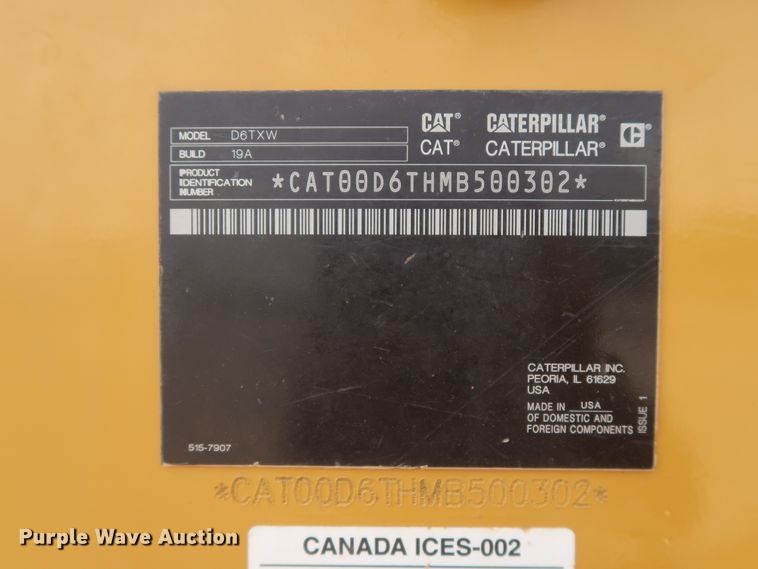 MODEL D6TXW
BUILD 19A
CAT® CATERPILLAR® C®
CAT® CATERPILLAR®
PRODUCT
IDENTIFICATION
NUMBER
*CAT00D6THMB500302*
CATERPILLAR INC.
PEORIA, IL 61629
USA
MADE IN USA
OF DOMESTIC AND
FOREIGN COMPONENTS
ISSUE 1
515-7907
*CAT00D6THMB500302*
CANADA ICES-002
Purple Wave Auction